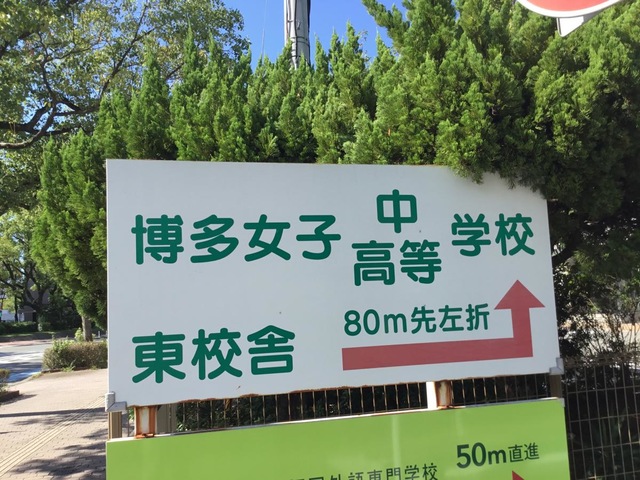 博多女子中学校
高等
東校舎
80m先左折
50m直進
外語専門学校